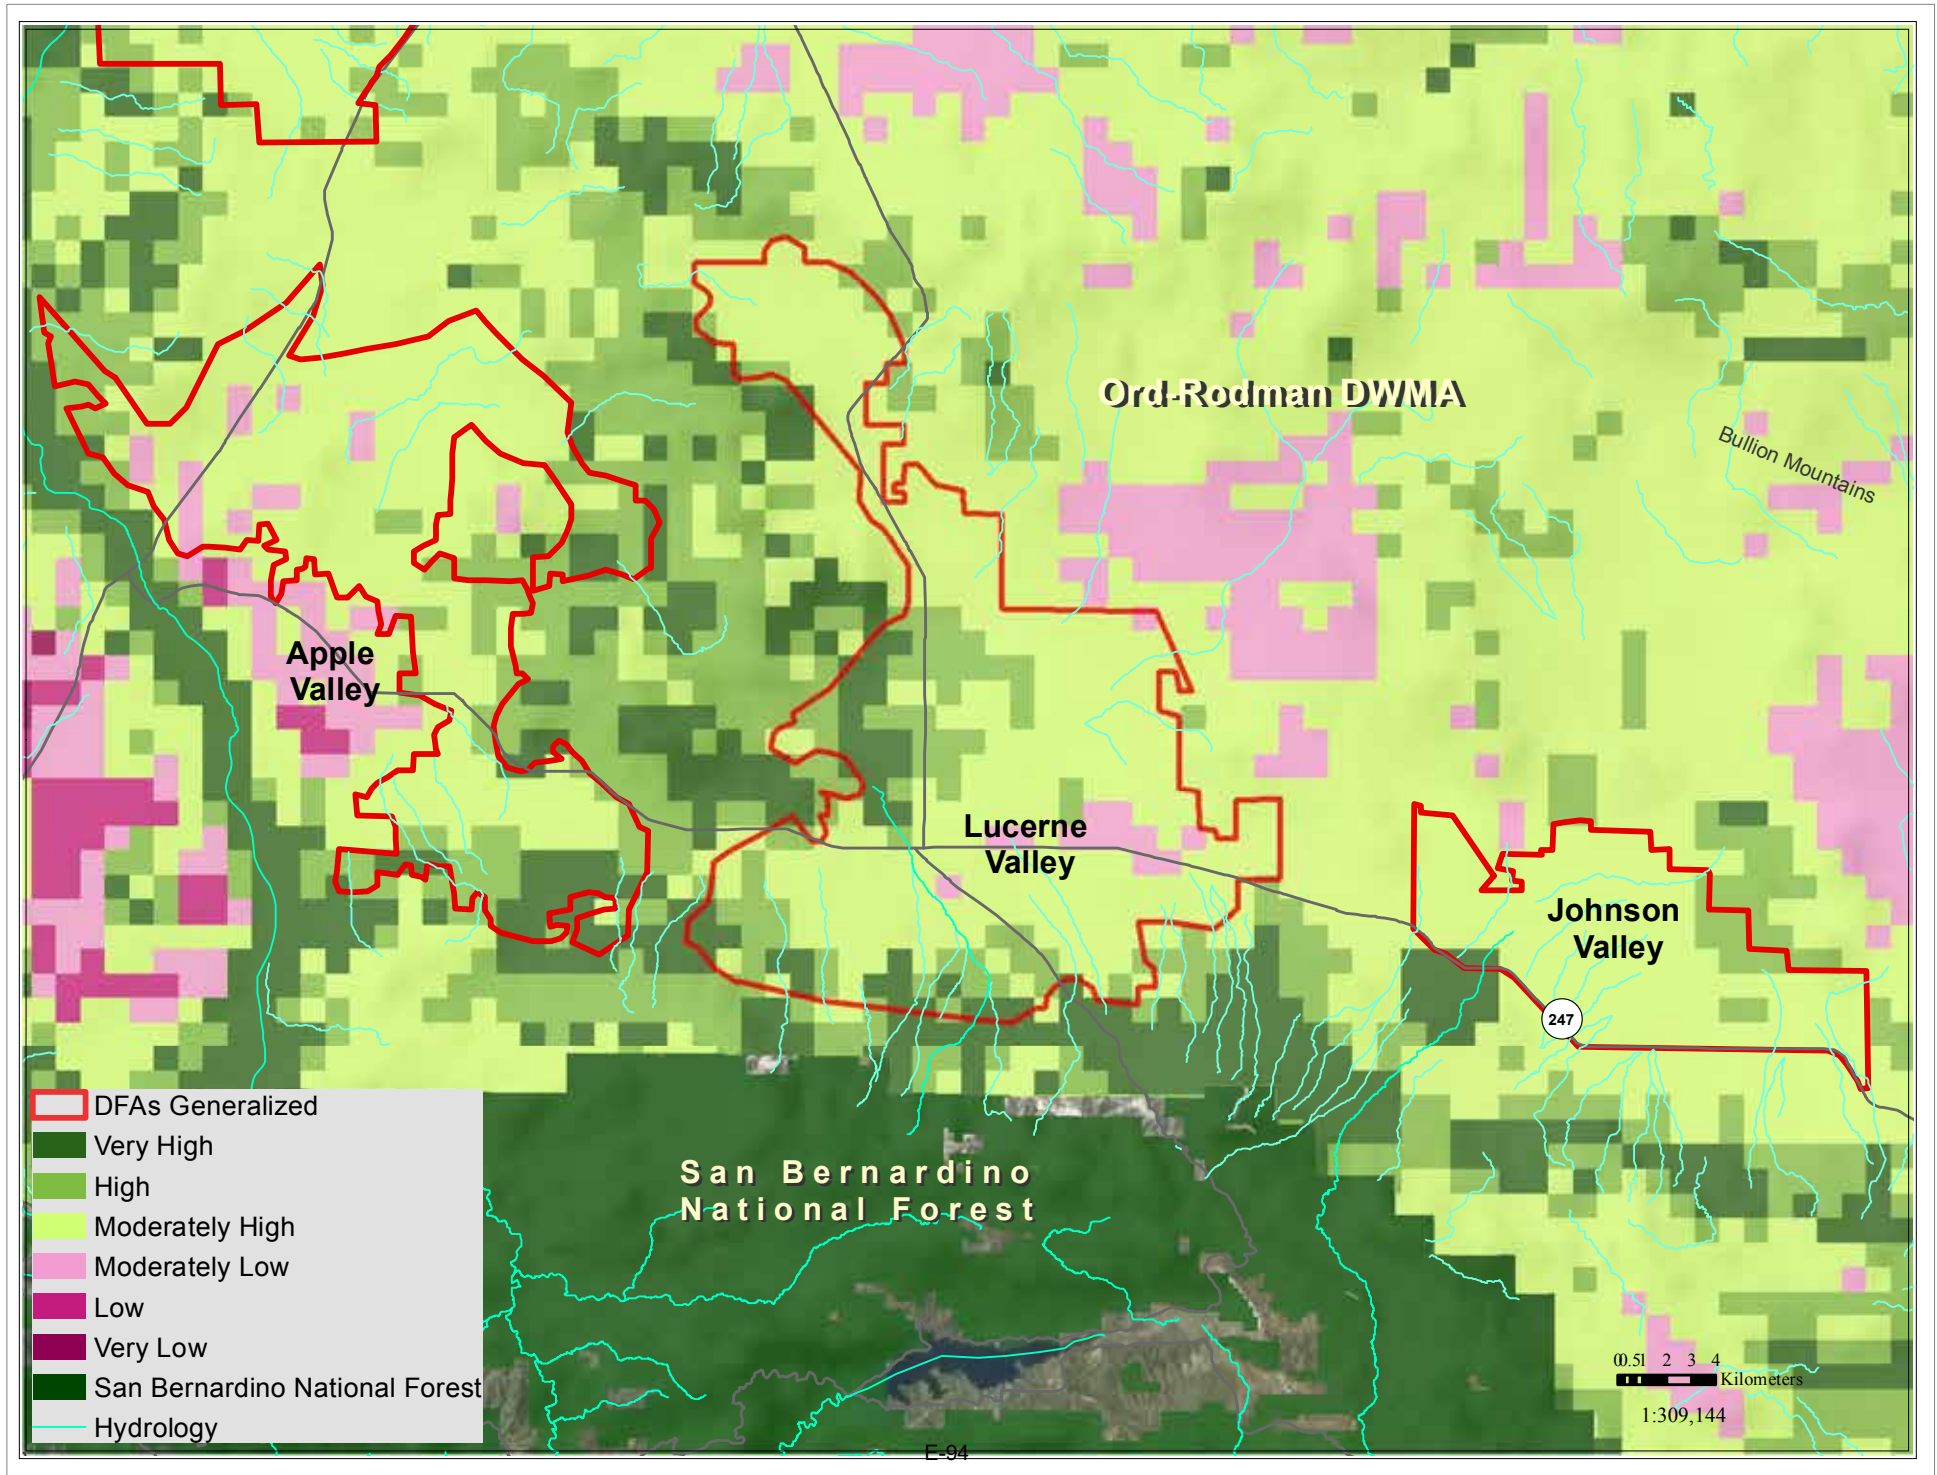 Ord-Rodman DWMA
Bullion Mountains
Apple
Valley
Lucerne
Valley
Johnson
Valley
247
San Bernardino
National Forest
DFAs Generalized
Very High
High
Moderately High
Moderately Low
Low
Very Low
San Bernardino National Forest
Hydrology
0 0.5 1 2 3 4
Kilometers
1:309,144
E-94